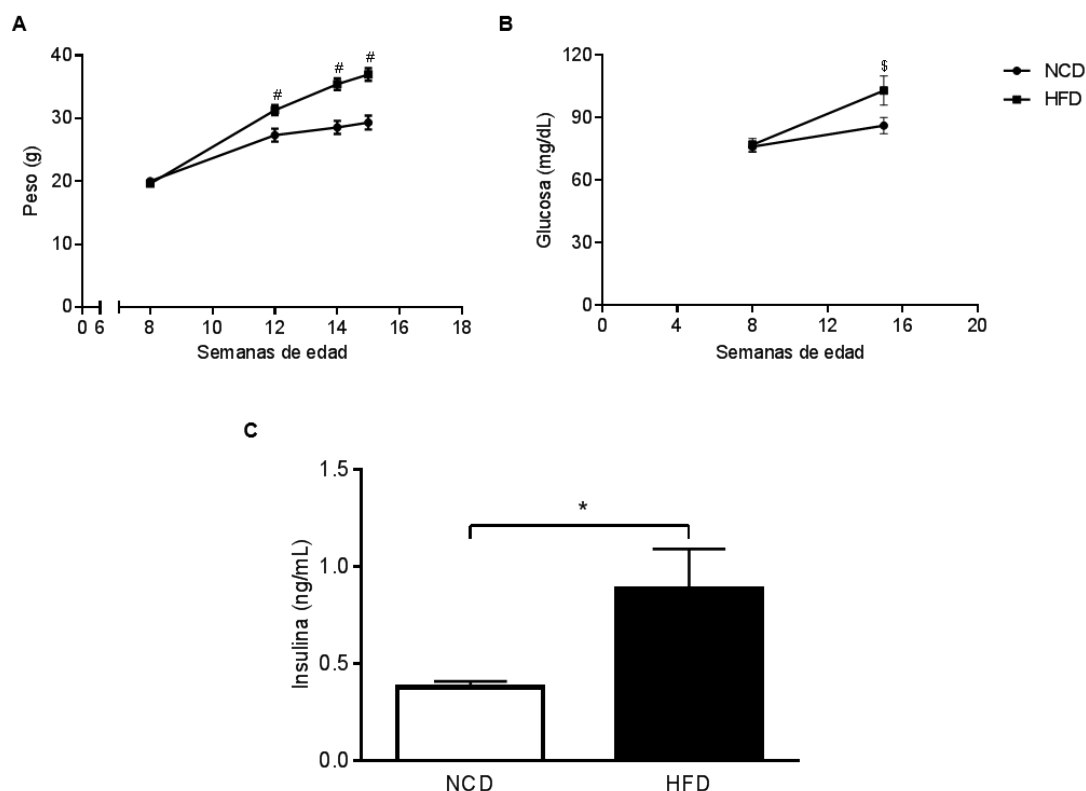 A
Peso (g)
40
30
20
10
0
# # #
0 6 8 10 12 14 16 18
Semanas de edad
B
Glucosa (mg/dL)
120
90
60
30
0
$
0 4 8 12 16 20
Semanas de edad
NCD
HFD
C
Insulina (ng/mL)
1.5
1.0
0.5
0.0
*
NCD HFD